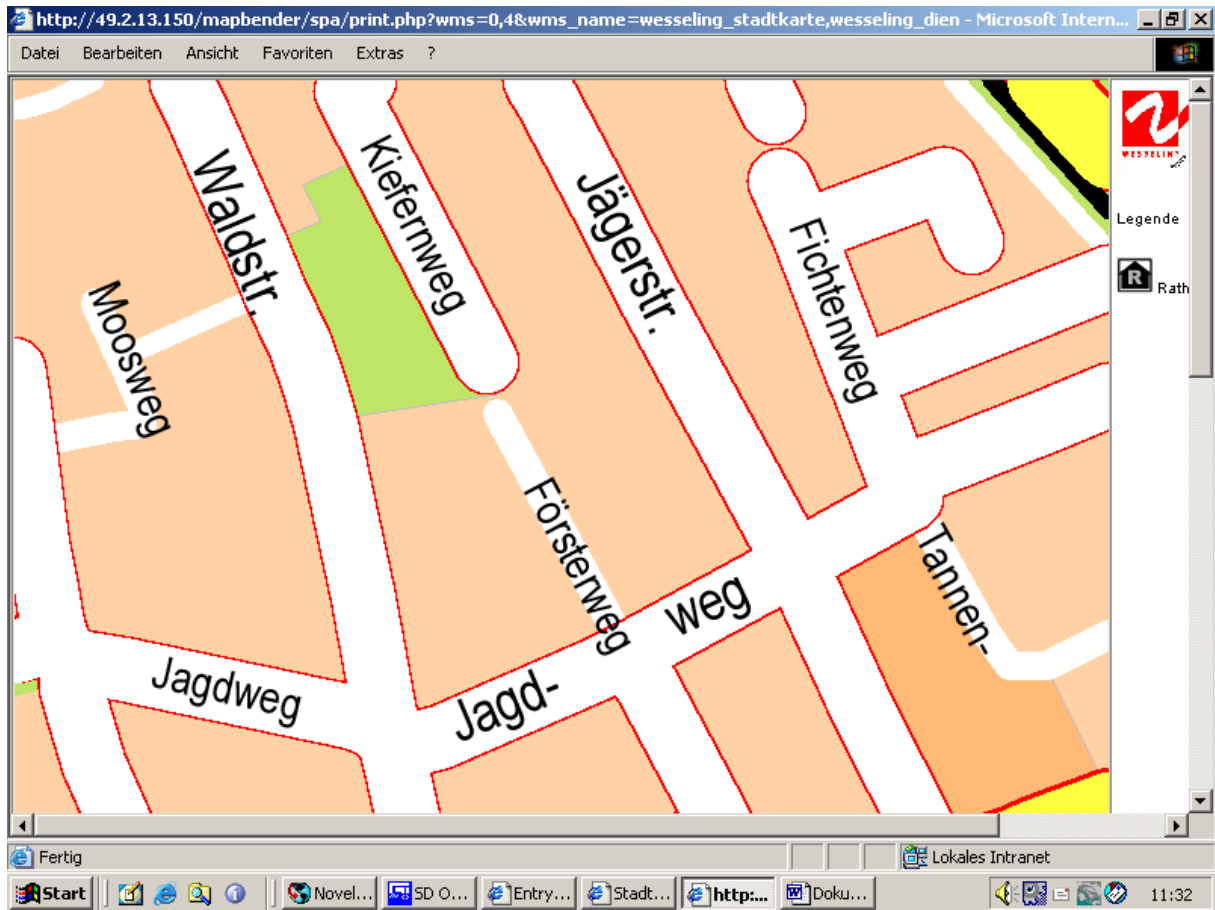 http://49.2.13.150/mapbender/spa/print.php?wms=0,4&wms_name=wesseling_stadtkarte,wesseling_dien - Microsoft Intern...
Datei Bearbeiten Ansicht Favoriten Extras ?
Waldstr.
Kiefernweg
Jägerstr.
Fichtenweg
Moosweg
Försterweg
Tannen-
weg
Jagdweg
Jagd-
WESSELING
Legende
R Rath
Fertig
Lokales Intranet
Start Novel... SD O... Entry... Stadt... http:... Doku... 11:32